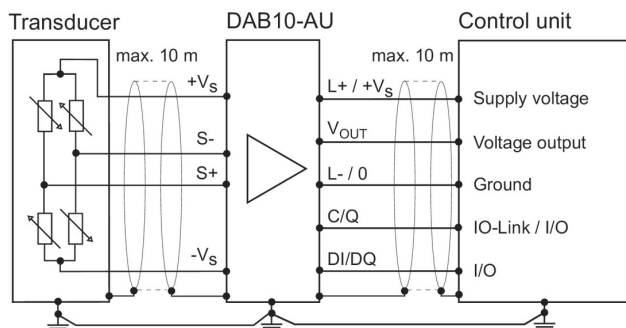 Transducer
DAB10-AU
Control unit
max. 10 m
max. 10 m
+Vs
L+ / +Vs
Supply voltage
VOUT
Voltage output
S-
S+
L- / 0
Ground
C/Q
IO-Link / I/O
-Vs
DI/DQ
I/O